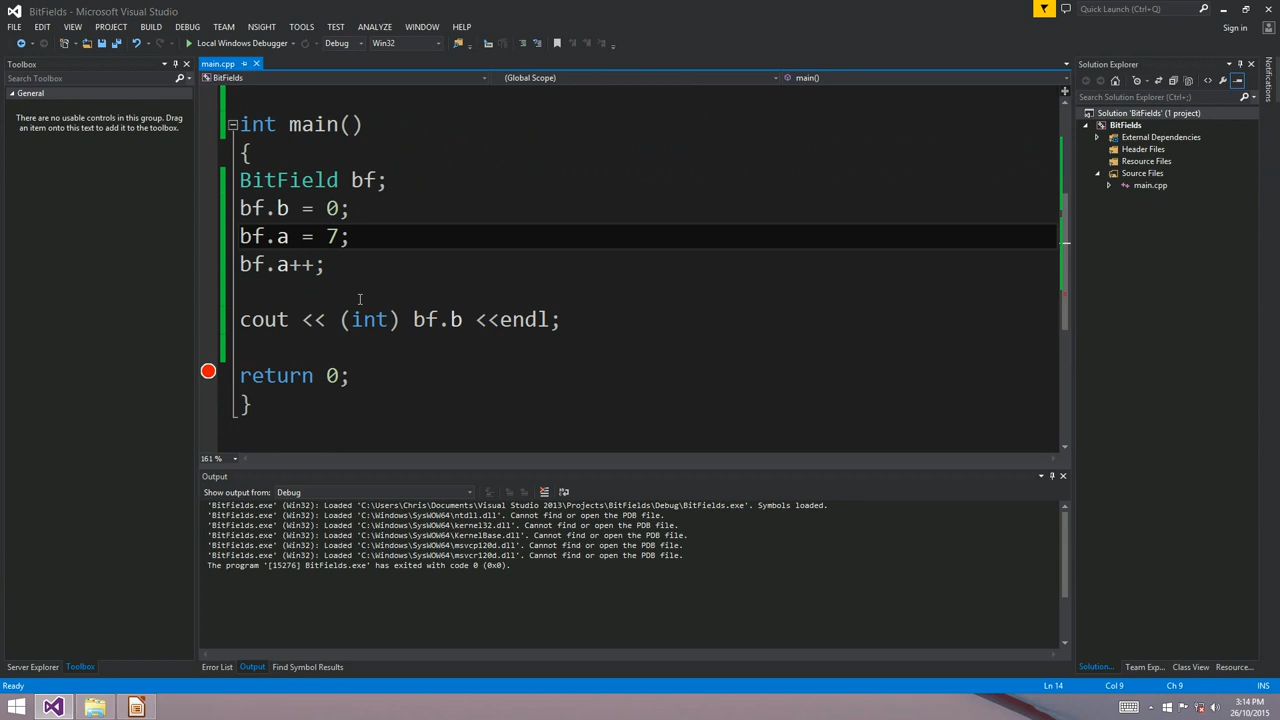 BitFields - Microsoft Visual Studio
Quick Launch (Ctrl+Q)
FILE EDIT VIEW PROJECT BUILD DEBUG TEAM NSIGHT TOOLS TEST ANALYZE WINDOW HELP
Sign in
Local Windows Debugger Debug Win32
Toolbox
Search Toolbox
General
There are no usable controls in this group. Drag
an item onto this text to add it to the toolbox.
main.cpp
BitFields (Global Scope) main()
int main()
{
BitField bf;
bf.b = 0;
bf.a = 7;
bf.a++;
cout << (int) bf.b <<endl;
return 0;
}
161 %
Output
Show output from: Debug
'BitFields.exe' (Win32): Loaded 'C:\Users\Chris\Documents\Visual Studio 2013\Projects\BitFields\Debug\BitFields.exe'. Symbols loaded.
'BitFields.exe' (Win32): Loaded 'C:\Windows\SysWOW64\ntdll.dll'. Cannot find or open the PDB file.
'BitFields.exe' (Win32): Loaded 'C:\Windows\SysWOW64\kernel32.dll'. Cannot find or open the PDB file.
'BitFields.exe' (Win32): Loaded 'C:\Windows\SysWOW64\KernelBase.dll'. Cannot find or open the PDB file.
'BitFields.exe' (Win32): Loaded 'C:\Windows\SysWOW64\msvcp120d.dll'. Cannot find or open the PDB file.
'BitFields.exe' (Win32): Loaded 'C:\Windows\SysWOW64\msvcr120d.dll'. Cannot find or open the PDB file.
The program '[15276] BitFields.exe' has exited with code 0 (0x0).
Solution Explorer
Search Solution Explorer (Ctrl+;)
Solution 'BitFields' (1 project)
BitFields
External Dependencies
Header Files
Resource Files
Source Files
main.cpp
Notifications
Server Explorer Toolbox
Error List Output Find Symbol Results
Solution... Team Exp... Class View Resource...
Ready Ln 14 Col 9 Ch 9 INS
3:14 PM
26/10/2015